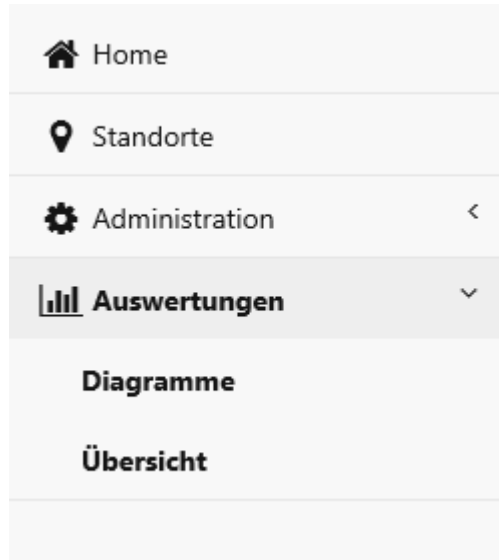 Home
Standorte
Administration
Auswertungen
Diagramme
Übersicht